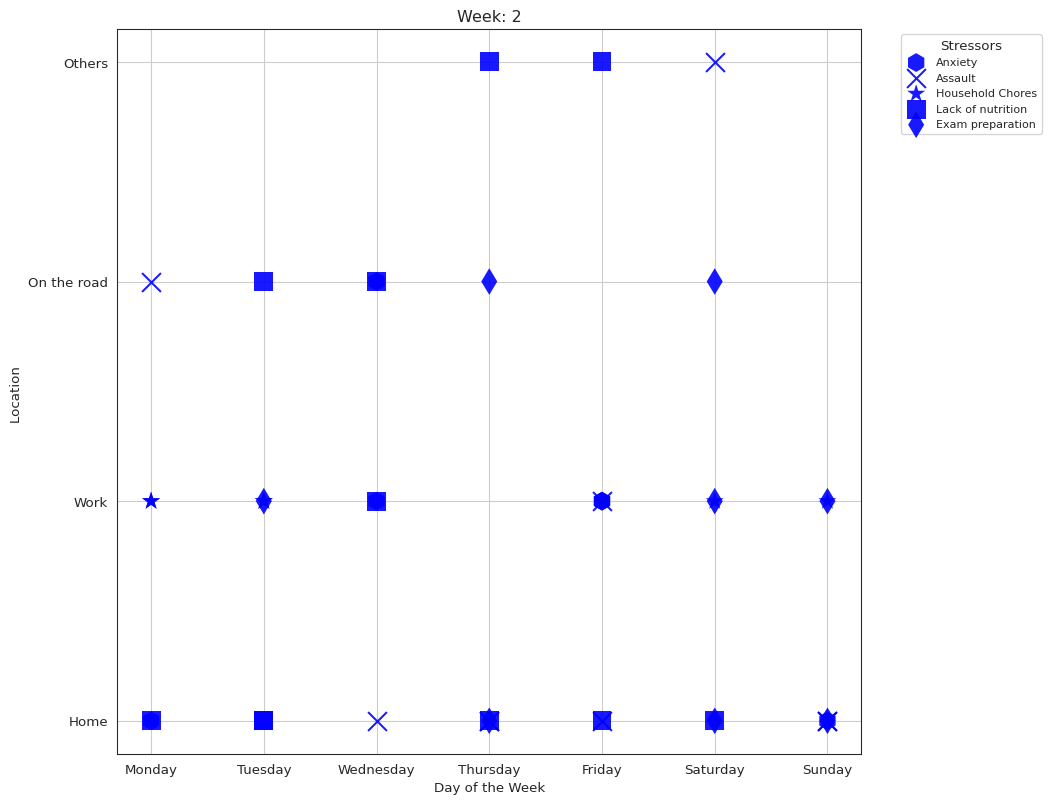 Week: 2
Stressors
Anxiety
Assault
Household Chores
Lack of nutrition
Exam preparation
Others
On the road
Work
Home
Location
Monday Tuesday Wednesday Thursday Friday Saturday Sunday
Day of the Week